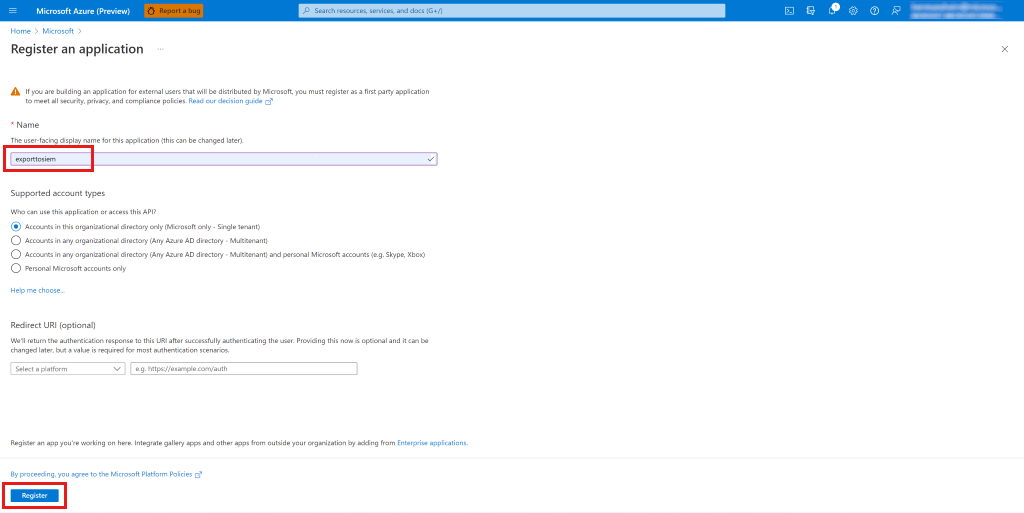 Microsoft Azure (Preview)
Report a bug
Search resources, services, and docs (G+/)
1
Home > Microsoft >
Register an application
...
If you are building an application for external users that will be distributed by Microsoft, you must register as a first party application
to meet all security, privacy, and compliance policies. Read our decision guide
* Name
The user-facing display name for this application (this can be changed later).
exporttosiem
Supported account types
Who can use this application or access this API?
Accounts in this organizational directory only (Microsoft only - Single tenant)
Accounts in any organizational directory (Any Azure AD directory - Multitenant)
Accounts in any organizational directory (Any Azure AD directory - Multitenant) and personal Microsoft accounts (e.g. Skype, Xbox)
Personal Microsoft accounts only
Help me choose...
Redirect URI (optional)
We'll return the authentication response to this URI after successfully authenticating the user. Providing this now is optional and it can be
changed later, but a value is required for most authentication scenarios.
Select a platform
e.g. https://example.com/auth
Register an app you're working on here. Integrate gallery apps and other apps from outside your organization by adding from Enterprise applications.
By proceeding, you agree to the Microsoft Platform Policies
Register